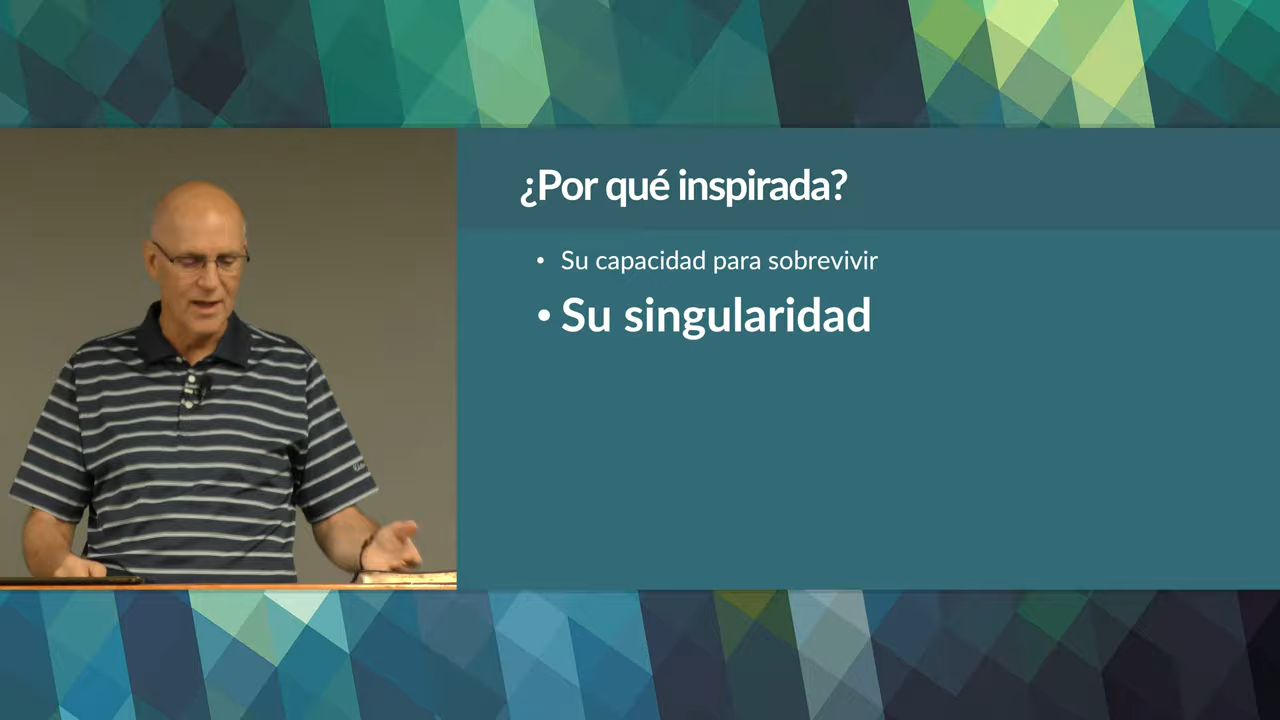 ¿Por qué inspirada?
• Su capacidad para sobrevivir
• Su singularidad